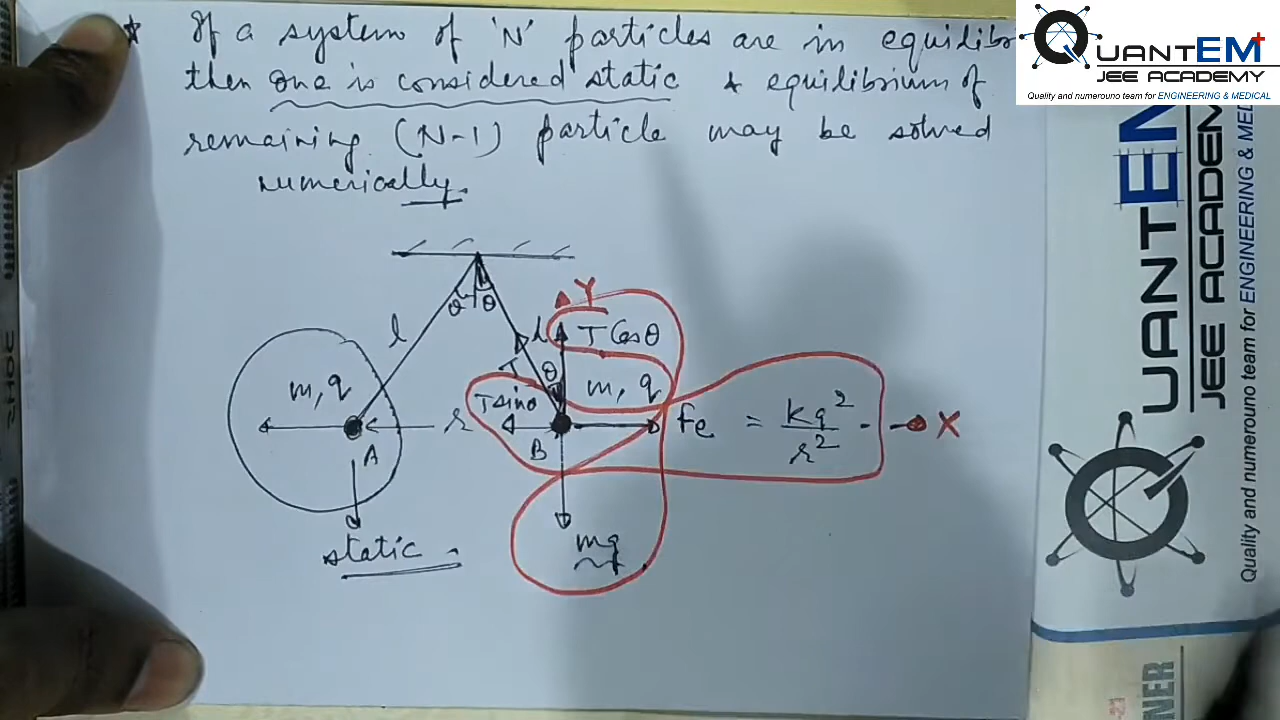 If a system of 'N' particles are in equilibr
then one is considered static & equilibrium of
remaining (N-1) particle may be solved
numerically.
θ θ
l l
Y
T Cosθ
T θ
m, q m, q
T sinθ
r Fe = kq²/r² X
A B
static mg
QUANTEM+
JEE ACADEMY
Quality and numerouno team for ENGINEERING & MEDICAL
QUANTEM
JEE ACADEMY
Quality and numerouno team for ENGINEERING & MED